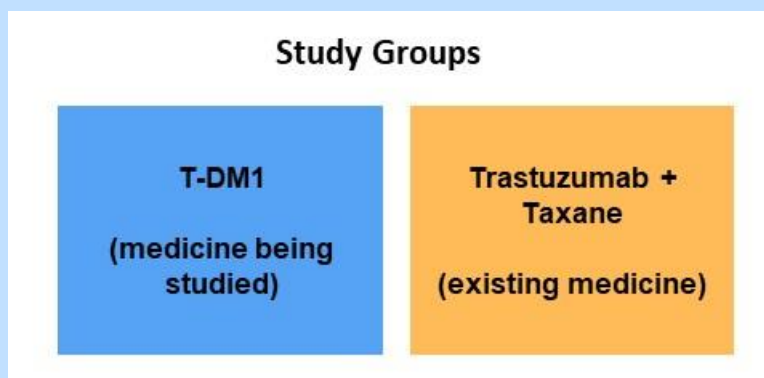 Study Groups
T-DM1
(medicine being
studied)
Trastuzumab +
Taxane
(existing medicine)